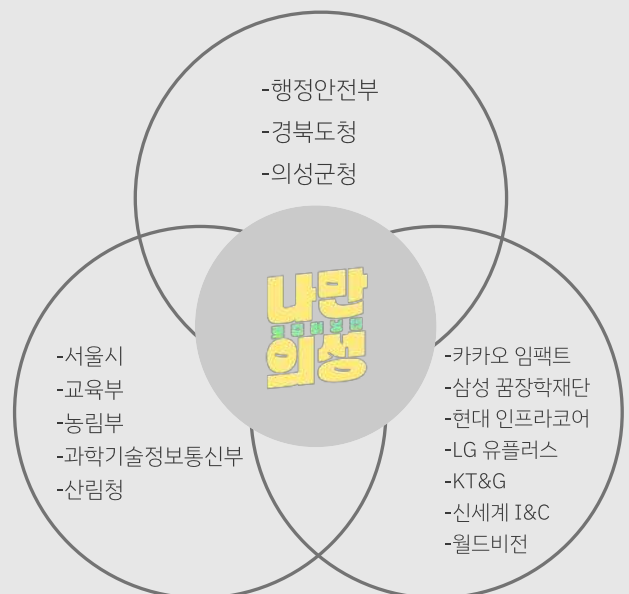 -행정안전부
-경북도청
-의성군청
나만
의성
-서울시
-교육부
-농림부
-과학기술정보통신부
-산림청
-카카오 임팩트
-삼성 꿈장학재단
-현대 인프라코어
-LG 유플러스
-KT&G
-신세계 I&C
-월드비전